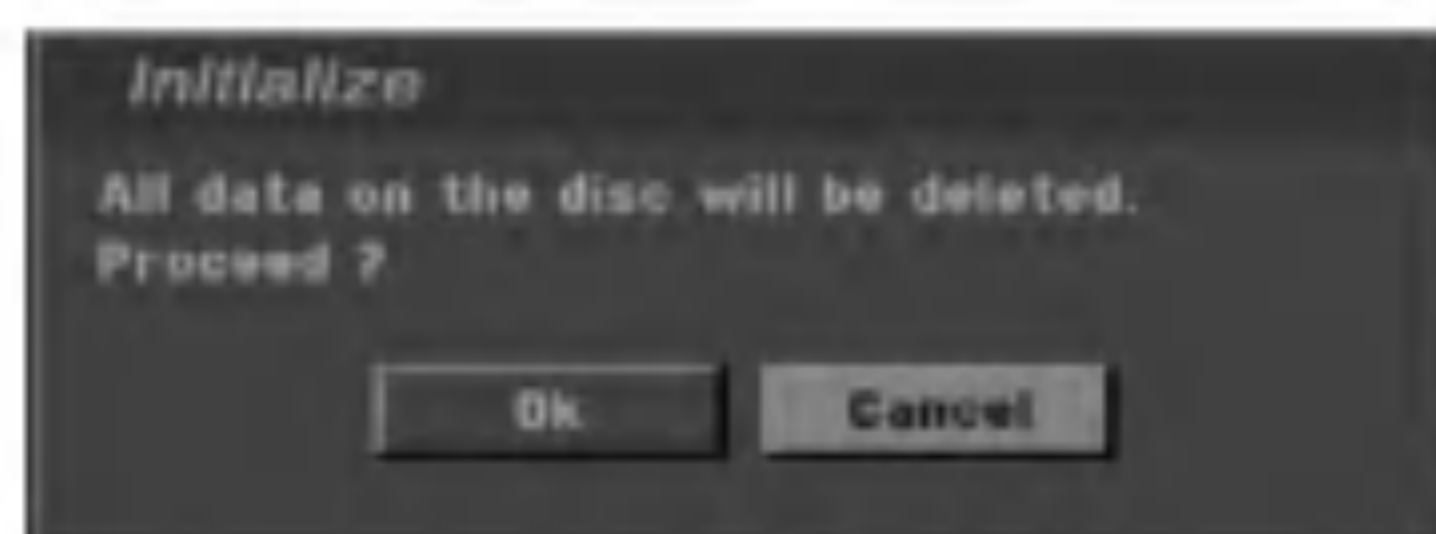 Initialize
All data on the disc will be deleted.
Proceed ?
Ok Cancel